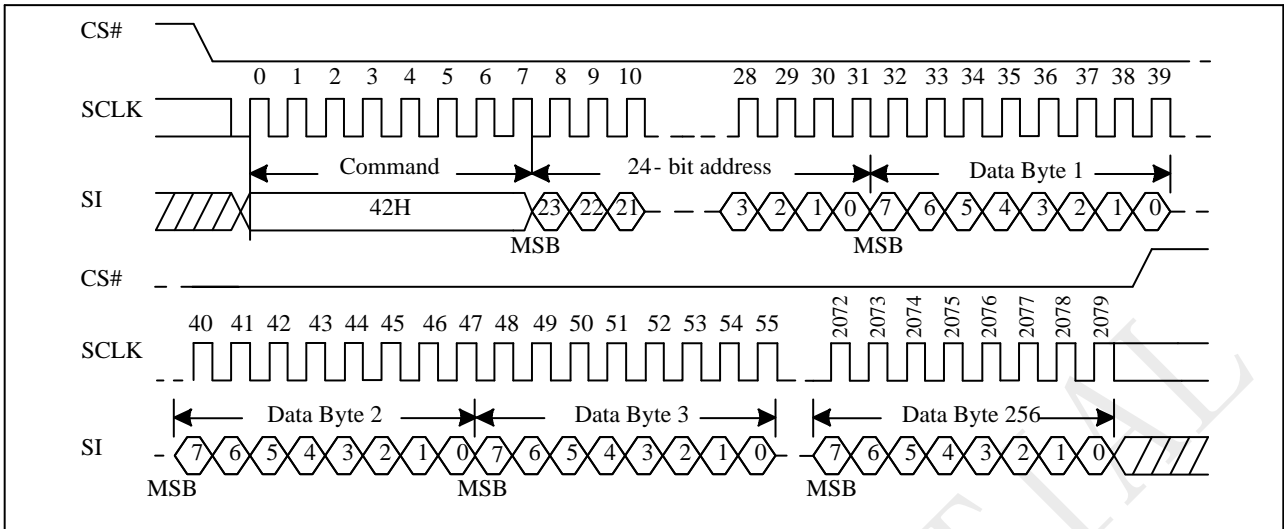 CS#
0 1 2 3 4 5 6 7 8 9 10 28 29 30 31 32 33 34 35 36 37 38 39
SCLK
Command 24- bit address Data Byte 1
SI 42H 23 22 21 3 2 1 0 7 6 5 4 3 2 1 0
MSB MSB
CS#
40 41 42 43 44 45 46 47 48 49 50 51 52 53 54 55 2072 2073 2074 2075 2076 2077 2078 2079
SCLK
Data Byte 2 Data Byte 3 Data Byte 256
SI 7 6 5 4 3 2 1 0 7 6 5 4 3 2 1 0 7 6 5 4 3 2 1 0
MSB MSB MSB
TIAL